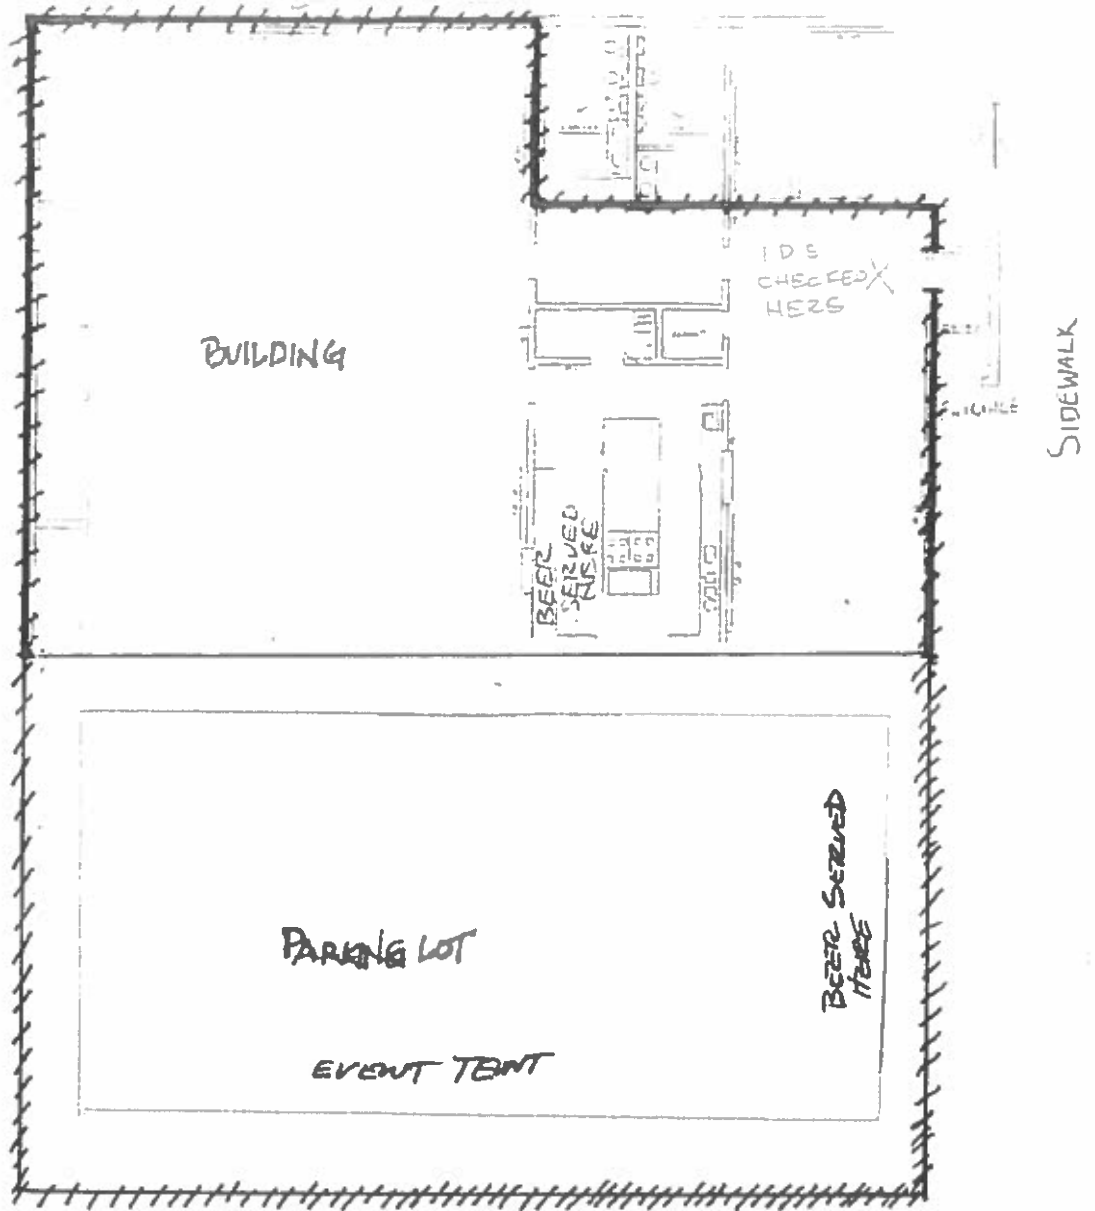 IDS
CHECKED X
HERE
BUILDING
SIDEWALK
BEER
SERVED
HERE
BEER SERVED
HERE
PARKING LOT
EVENT TENT